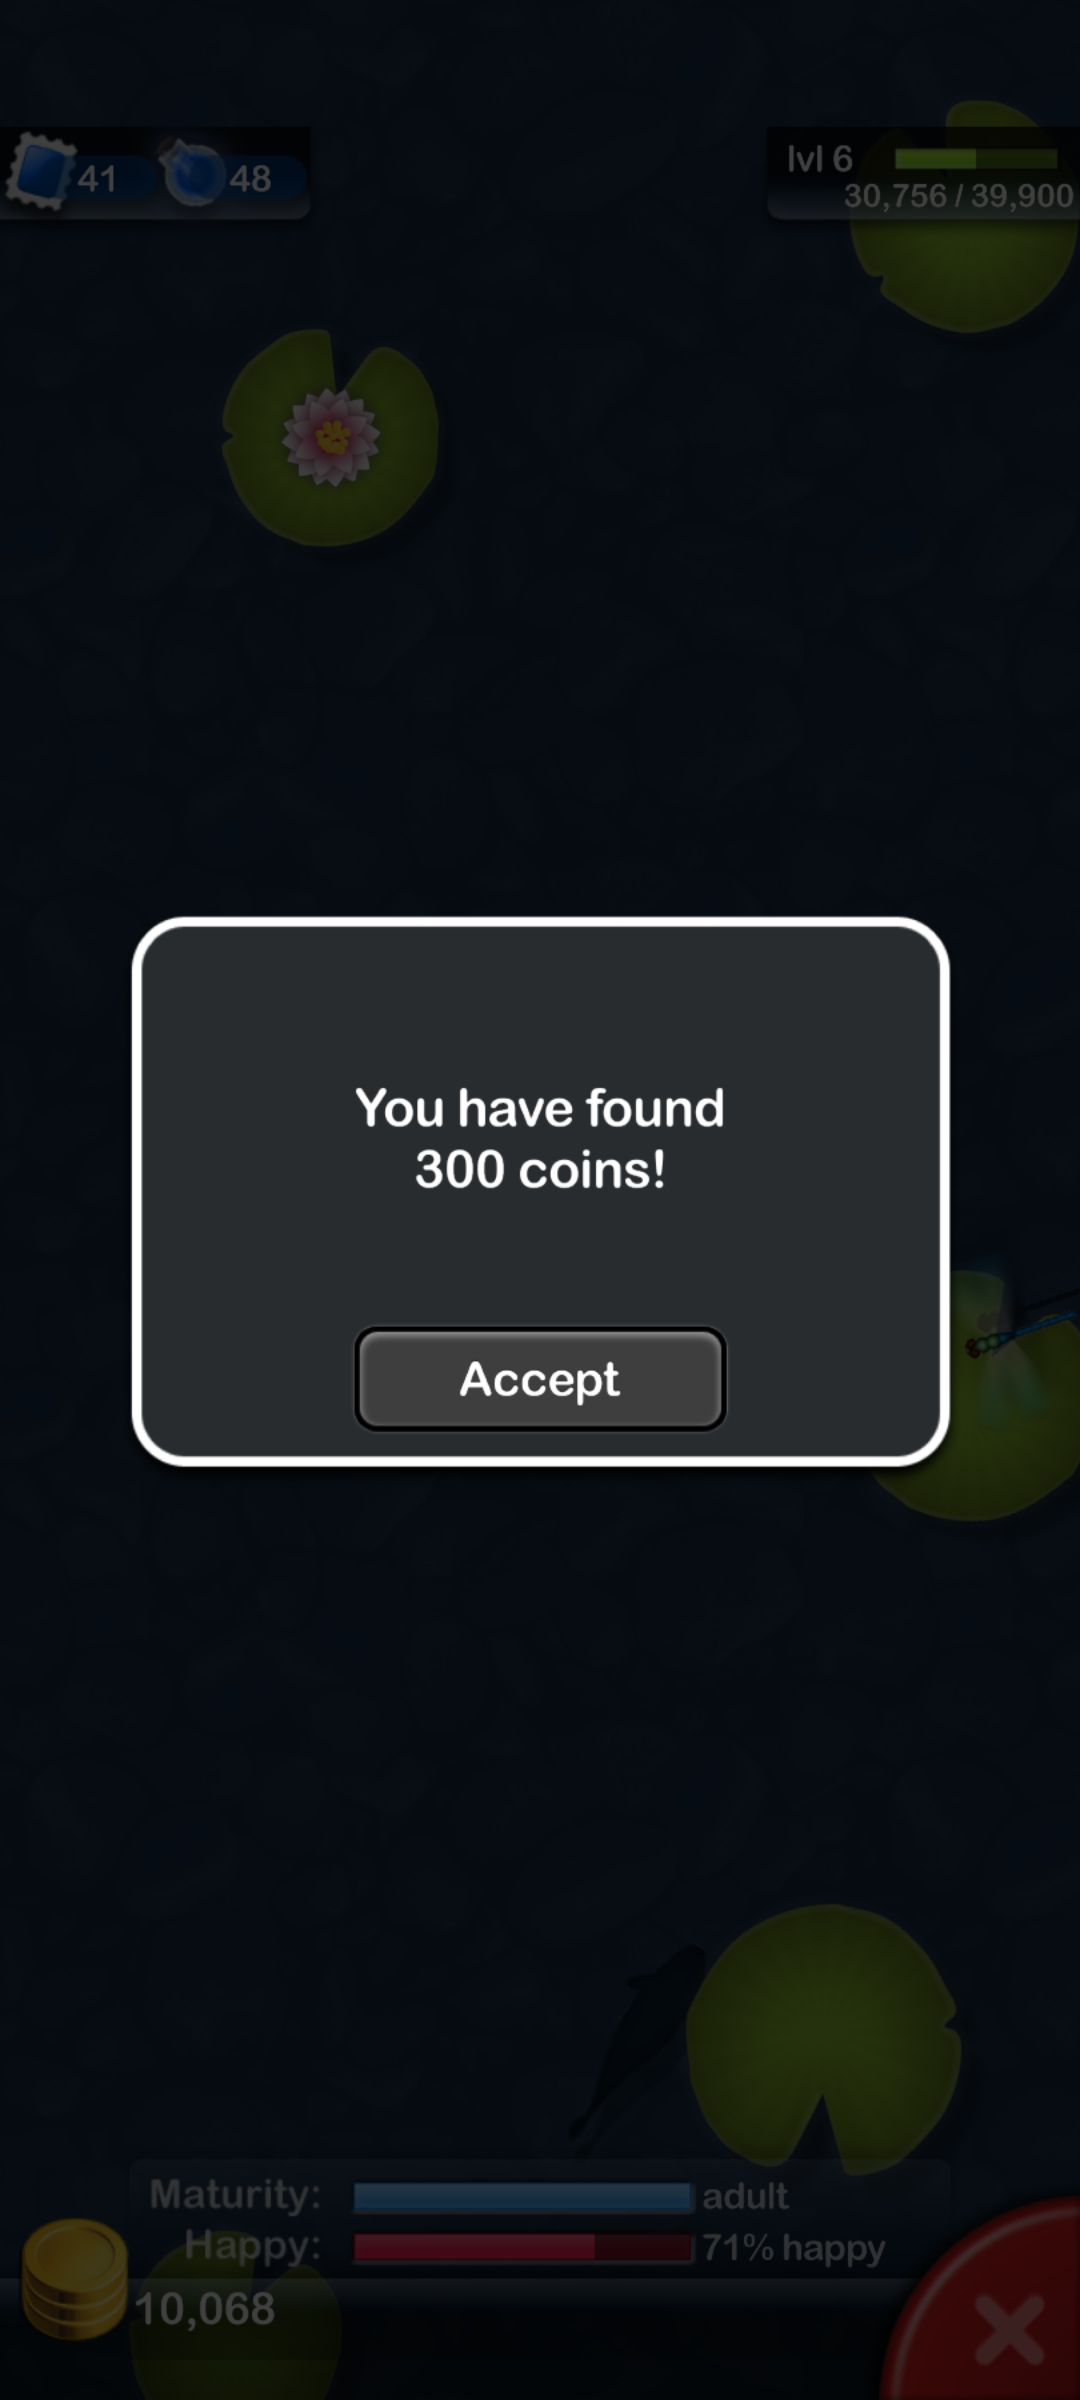 41
48
lvl 6
30,756 / 39,900
You have found
300 coins!
Accept
Maturity:
adult
Happy:
71% happy
10,068